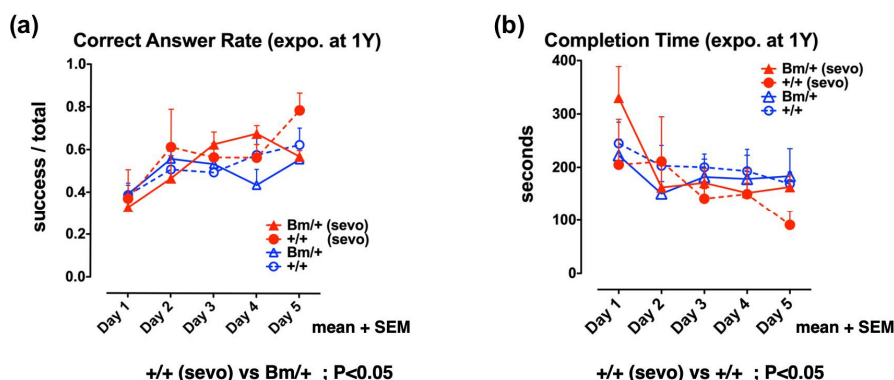 (a)
Correct Answer Rate (expo. at 1Y)
success / total
1.0
0.8
0.6
0.4
0.2
0.0
Bm/+ (sevo)
+/+ (sevo)
Bm/+
+/+
Day 1
Day 2
Day 3
Day 4
Day 5
mean + SEM
+/+ (sevo) vs Bm/+ ; P<0.05
(b)
Completion Time (expo. at 1Y)
seconds
400
300
200
100
0
Bm/+ (sevo)
+/+ (sevo)
Bm/+
+/+
Day 1
Day 2
Day 3
Day 4
Day 5
mean + SEM
+/+ (sevo) vs +/+ ; P<0.05